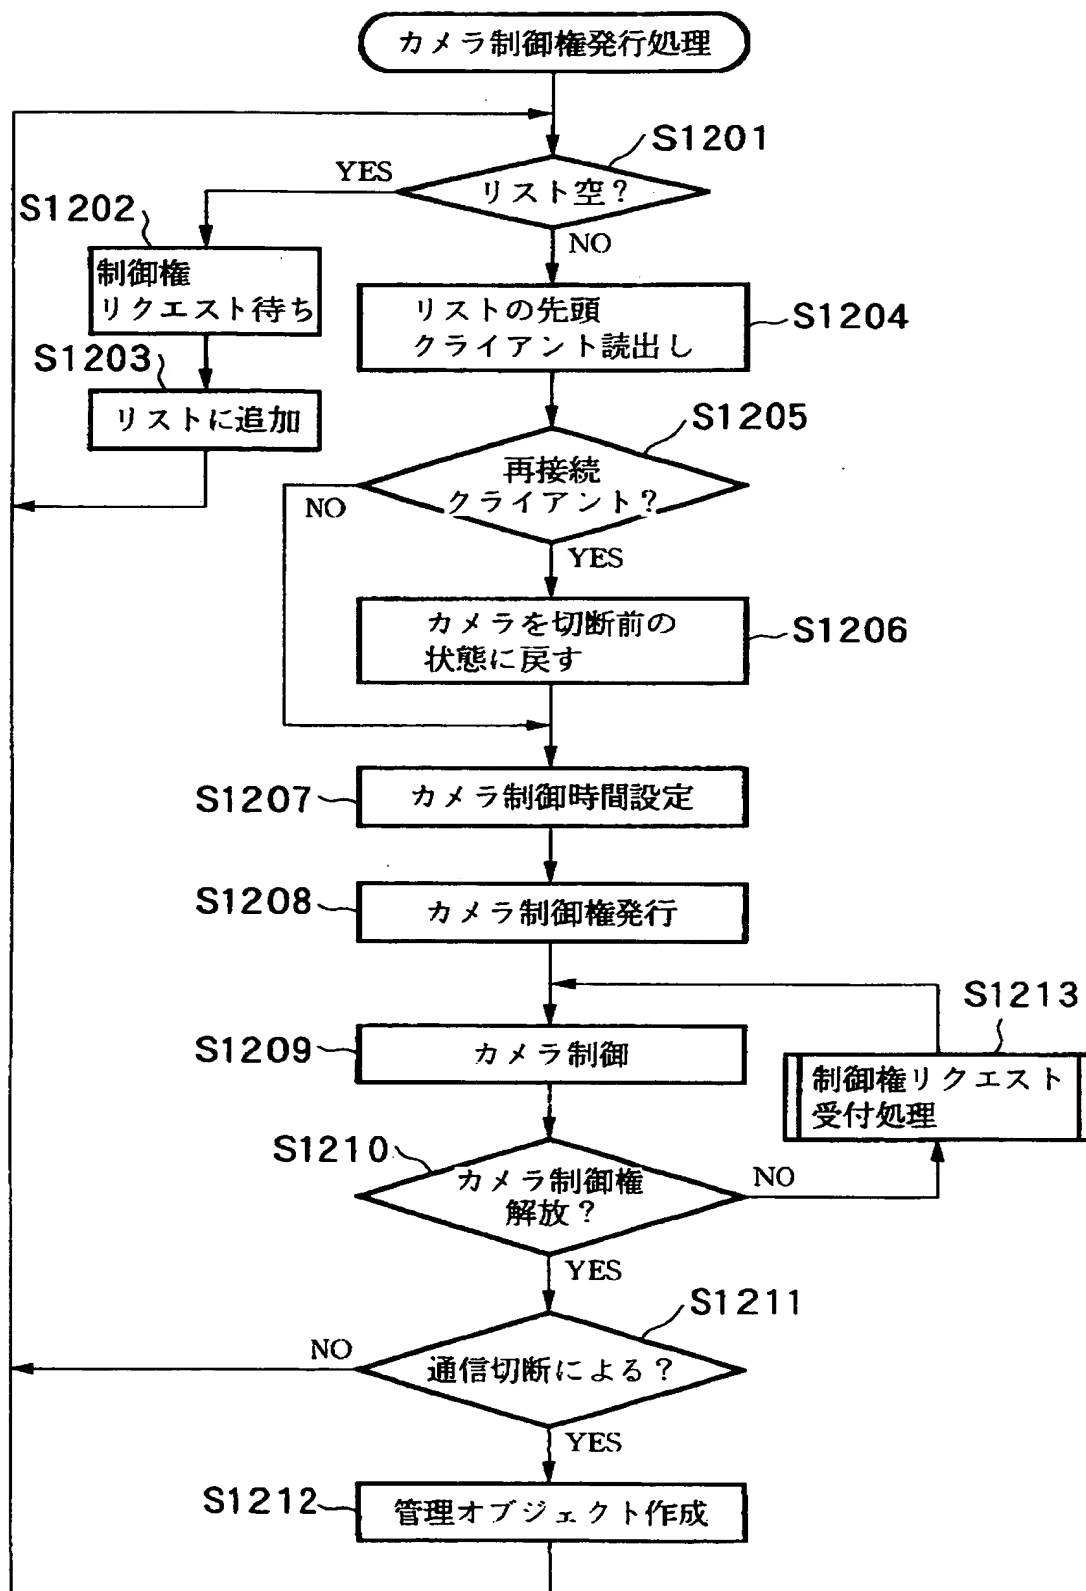 カメラ制御権発行処理
S1201
YES
リスト空?
S1202
NO
制御権
リクエスト待ち
リストの先頭
クライアント読出し
S1204
S1203
リストに追加
S1205
再接続
クライアント?
NO
YES
カメラを切断前の
状態に戻す
S1206
S1207
カメラ制御時間設定
S1208
カメラ制御権発行
S1213
S1209
カメラ制御
制御権リクエスト
受付処理
S1210
カメラ制御権
解放?
NO
YES
S1211
NO
通信切断による?
YES
S1212
管理オブジェクト作成